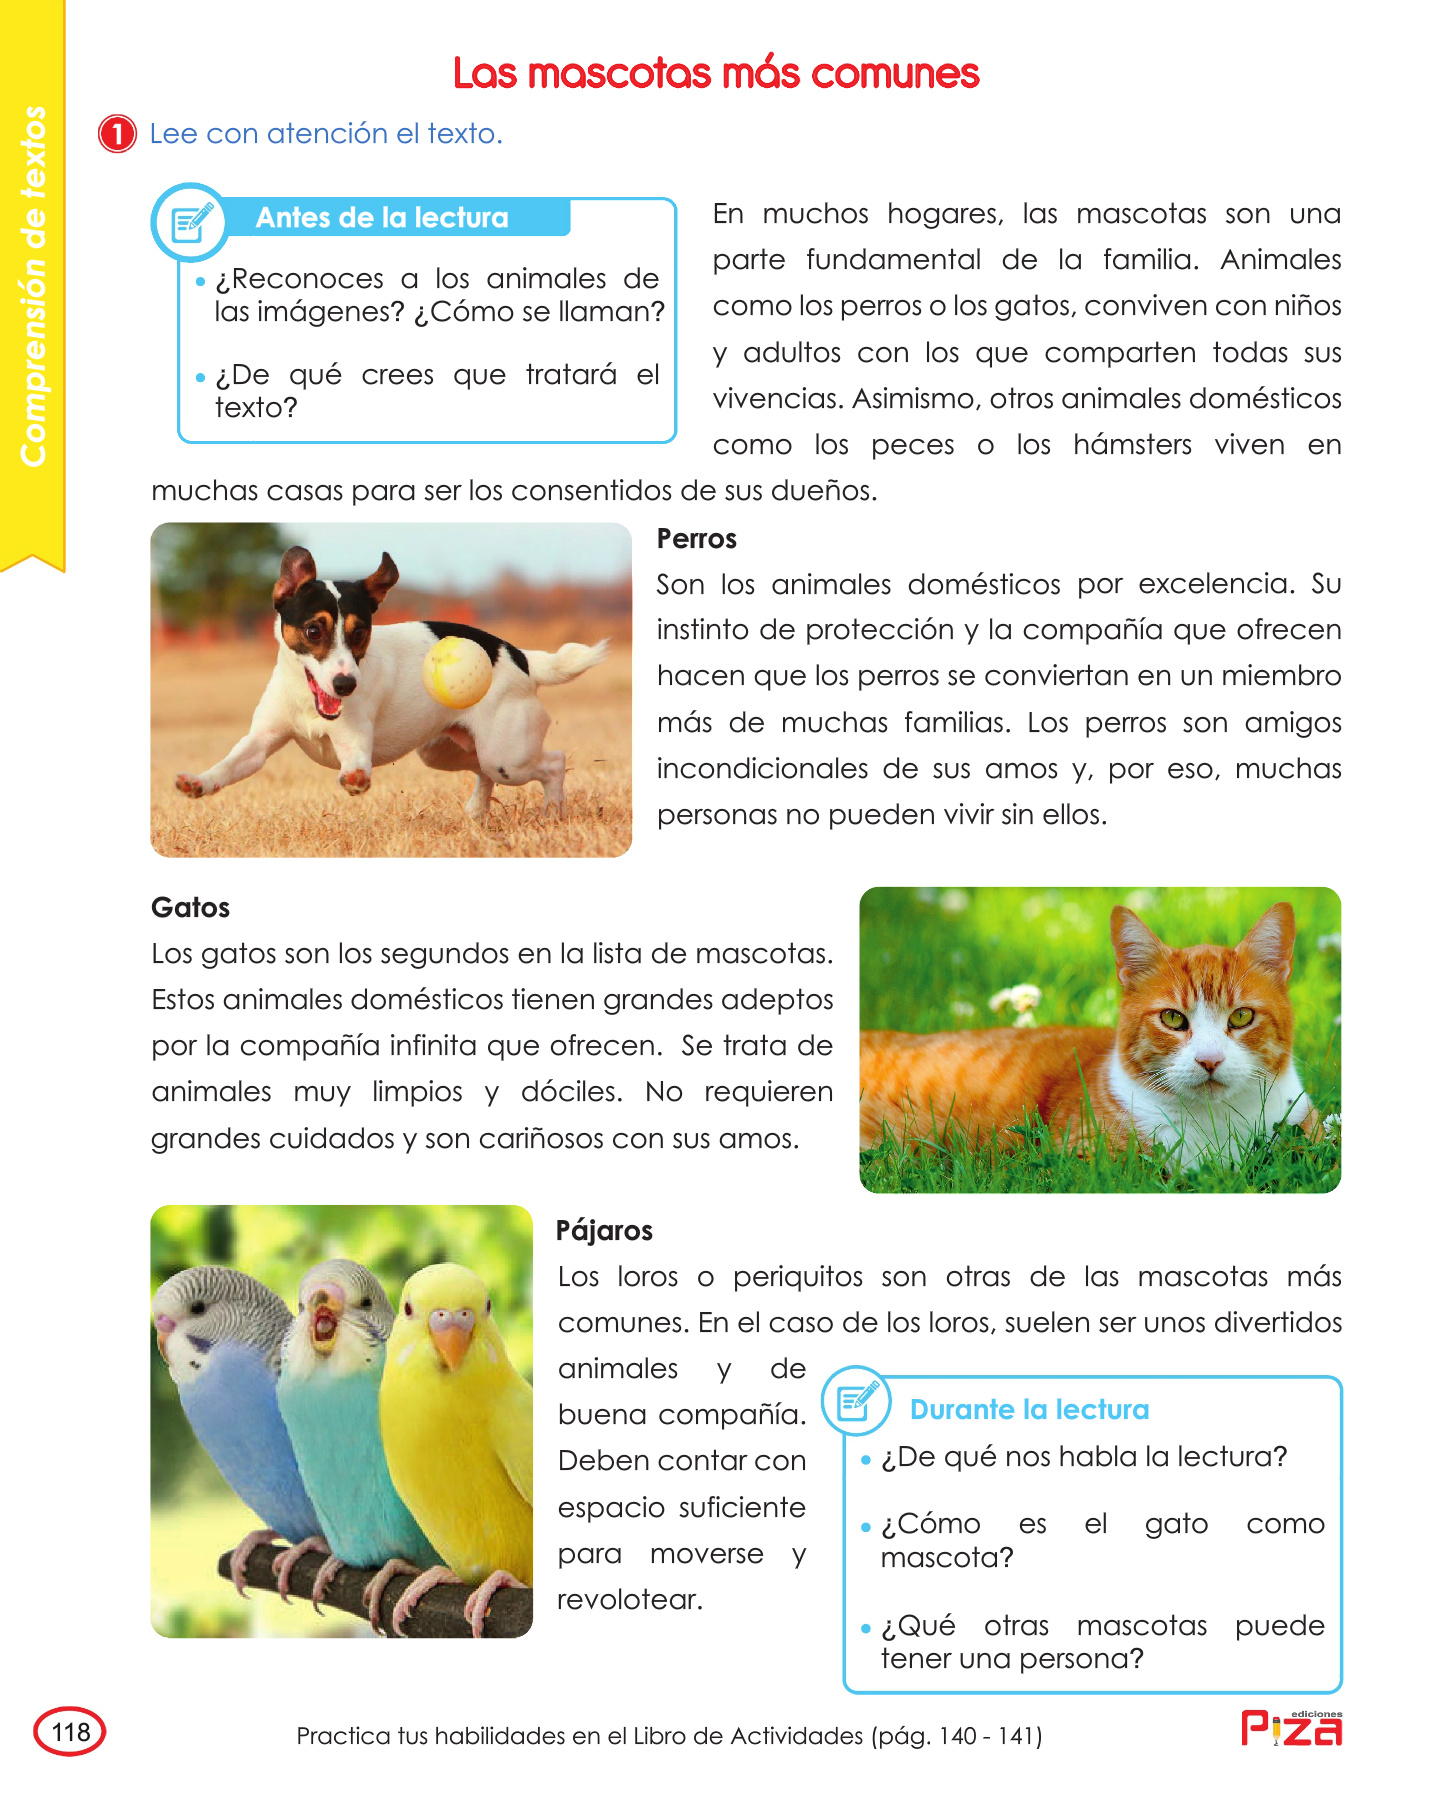 Comprensión de textos
Las mascotas más comunes
1 Lee con atención el texto.
Antes de la lectura
• ¿Reconoces a los animales de
las imágenes? ¿Cómo se llaman?
• ¿De qué crees que tratará el
texto?
En muchos hogares, las mascotas son una
parte fundamental de la familia. Animales
como los perros o los gatos, conviven con niños
y adultos con los que comparten todas sus
vivencias. Asimismo, otros animales domésticos
como los peces o los hámsters viven en
muchas casas para ser los consentidos de sus dueños.
Perros
Son los animales domésticos por excelencia. Su
instinto de protección y la compañía que ofrecen
hacen que los perros se conviertan en un miembro
más de muchas familias. Los perros son amigos
incondicionales de sus amos y, por eso, muchas
personas no pueden vivir sin ellos.
Gatos
Los gatos son los segundos en la lista de mascotas.
Estos animales domésticos tienen grandes adeptos
por la compañía infinita que ofrecen. Se trata de
animales muy limpios y dóciles. No requieren
grandes cuidados y son cariñosos con sus amos.
Pájaros
Los loros o periquitos son otras de las mascotas más
comunes. En el caso de los loros, suelen ser unos divertidos
animales y de
buena compañía.
Deben contar con
espacio suficiente
para moverse y
revolotear.
Durante la lectura
• ¿De qué nos habla la lectura?
• ¿Cómo es el gato como
mascota?
• ¿Qué otras mascotas puede
tener una persona?
118
Practica tus habilidades en el Libro de Actividades (pág. 140 - 141)
ediciones
Piza